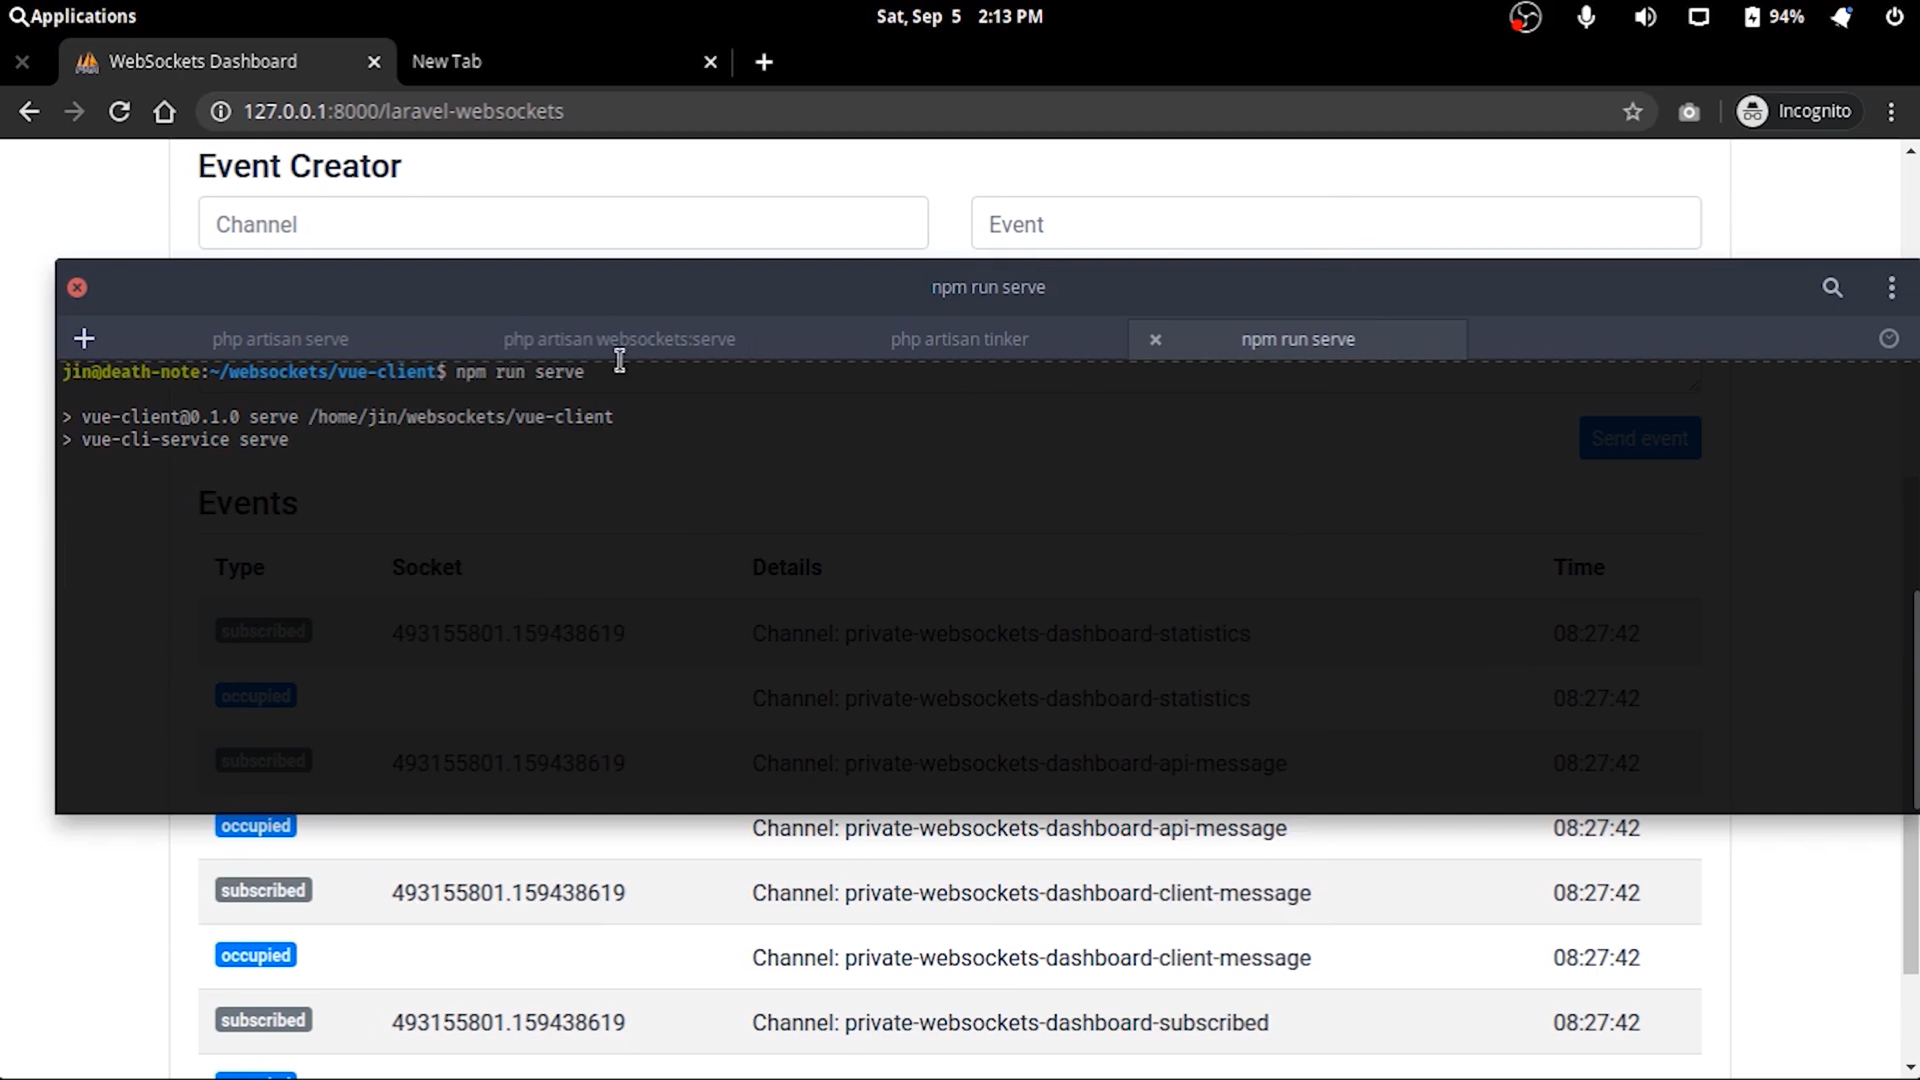 Applications
Sat, Sep 5 2:13 PM
94%
WebSockets Dashboard
New Tab
127.0.0.1:8000/laravel-websockets
Incognito
Event Creator
Channel
Event
npm run serve
php artisan serve
php artisan websockets:serve
php artisan tinker
npm run serve
jin@death-note:~/websockets/vue-client$ npm run serve
> vue-client@0.1.0 serve /home/jin/websockets/vue-client
> vue-cli-service serve
Send event
Events
Type Socket Details Time
subscribed 493155801.159438619 Channel: private-websockets-dashboard-statistics 08:27:42
occupied Channel: private-websockets-dashboard-statistics 08:27:42
subscribed 493155801.159438619 Channel: private-websockets-dashboard-api-message 08:27:42
occupied Channel: private-websockets-dashboard-api-message 08:27:42
subscribed 493155801.159438619 Channel: private-websockets-dashboard-client-message 08:27:42
occupied Channel: private-websockets-dashboard-client-message 08:27:42
subscribed 493155801.159438619 Channel: private-websockets-dashboard-subscribed 08:27:42